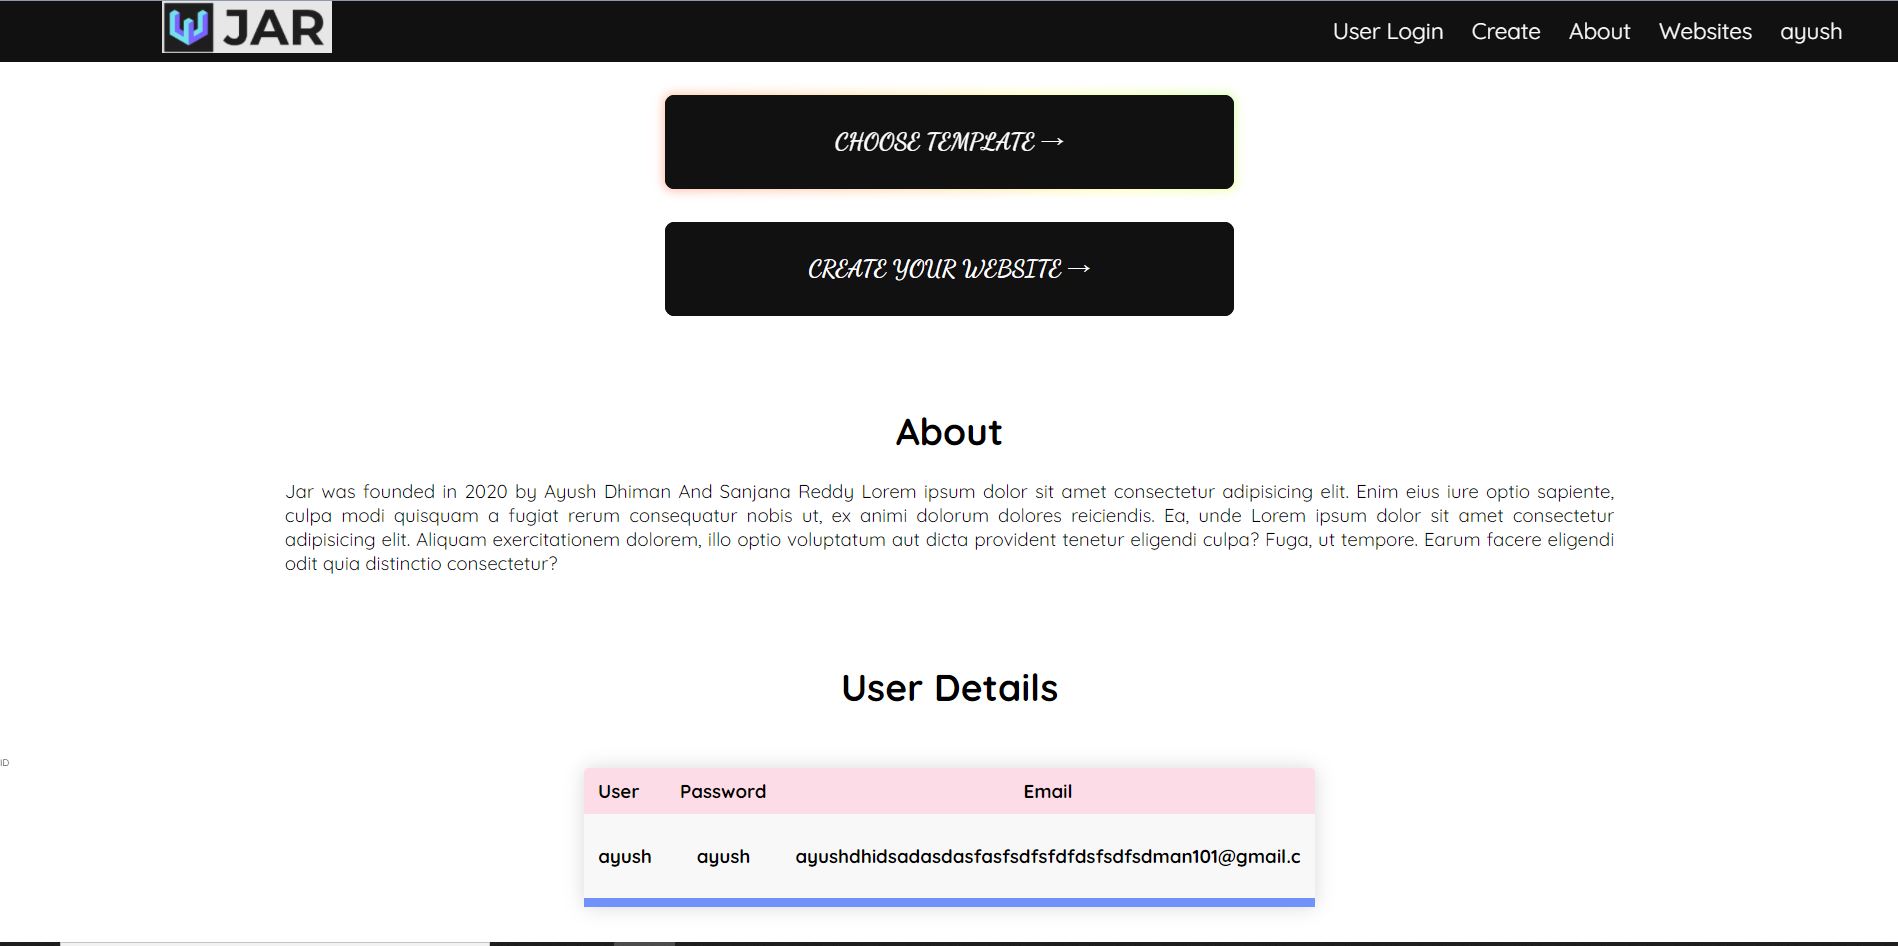 JAR
User Login Create About Websites ayush
CHOOSE TEMPLATE →
CREATE YOUR WEBSITE →
About
Jar was founded in 2020 by Ayush Dhiman And Sanjana Reddy Lorem ipsum dolor sit amet consectetur adipisicing elit. Enim eius iure optio sapiente,
culpa modi quisquam a fugiat rerum consequatur nobis ut, ex animi dolorum dolores reiciendis. Ea, unde Lorem ipsum dolor sit amet consectetur
adipisicing elit. Aliquam exercitationem dolorem, illo optio voluptatum aut dicta provident tenetur eligendi culpa? Fuga, ut tempore. Earum facere eligendi
odit quia distinctio consectetur?
User Details
ID
User Password Email
ayush ayush ayushdhidsadasdasfasfsdfsfdfdsfsdfsdman101@gmail.c